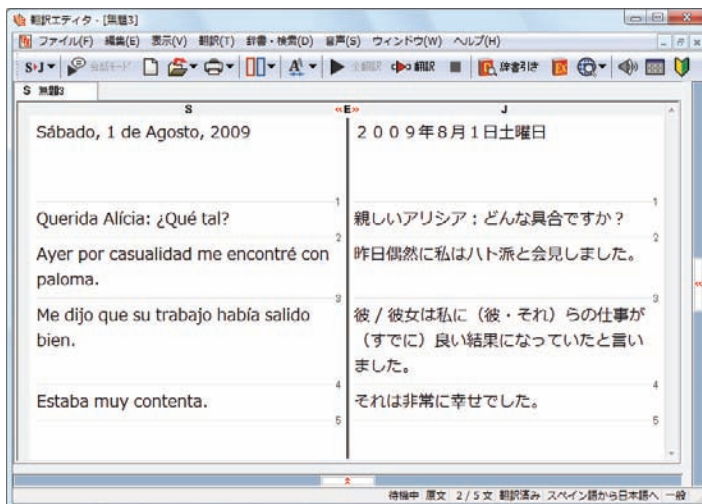 翻訳エディタ - [無題3]
ファイル(F) 編集(E) 表示(V) 翻訳(T) 辞書・検索(D) 音声(S) ウィンドウ(W) ヘルプ(H)
S›J 会話モード 全翻訳 翻訳 辞書引き
S 無題3
S «E» J
Sábado, 1 de Agosto, 2009
２００９年８月１日土曜日
1
1
Querida Alícia: ¿Qué tal?
親しいアリシア：どんな具合ですか？
2
2
Ayer por casualidad me encontré con
paloma.
昨日偶然に私はハト派と会見しました。
3
3
Me dijo que su trabajo había salido
bien.
彼 / 彼女は私に（彼・それ）らの仕事が
（すでに）良い結果になっていたと言い
ました。
4
4
Estaba muy contenta.
それは非常に幸せでした。
5
5
待機中 原文 2 / 5 文 翻訳済み スペイン語から日本語へ 一般